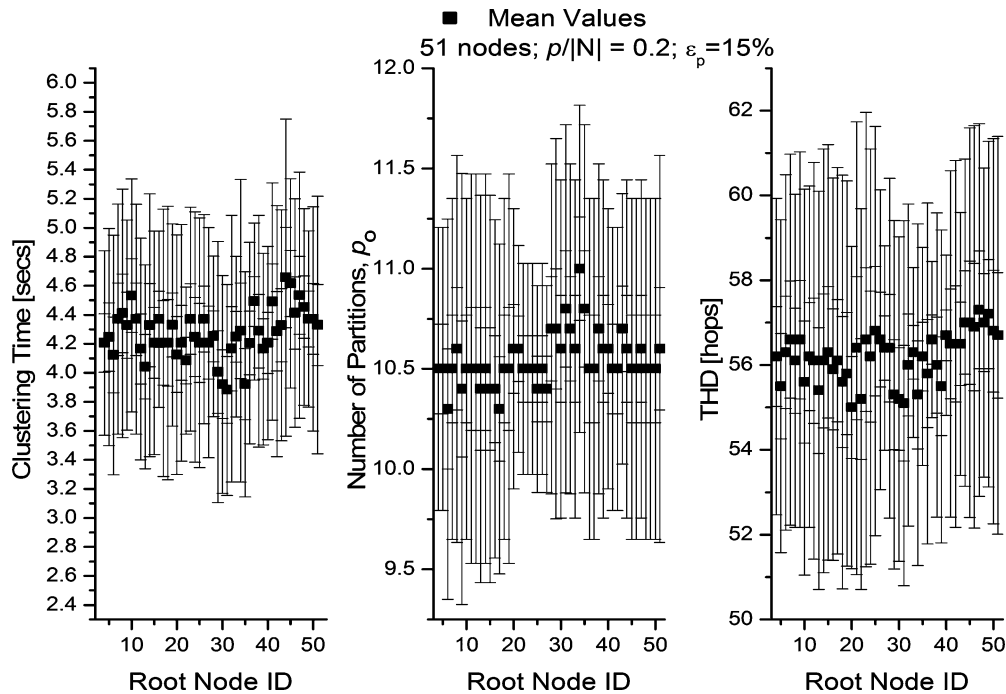 Mean Values
51 nodes; p/|N| = 0.2; εp=15%
Clustering Time [secs]
6.0
5.8
5.6
5.4
5.2
5.0
4.8
4.6
4.4
4.2
4.0
3.8
3.6
3.4
3.2
3.0
2.8
2.6
2.4
10 20 30 40 50
Root Node ID
Number of Partitions, po
12.0
11.5
11.0
10.5
10.0
9.5
10 20 30 40 50
Root Node ID
THD [hops]
62
60
58
56
54
52
50
10 20 30 40 50
Root Node ID